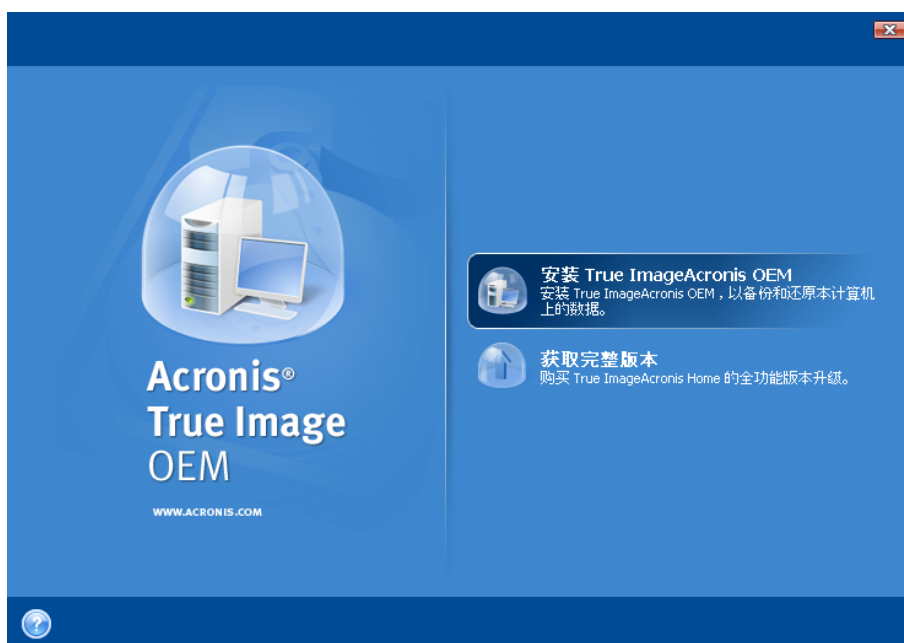 Acronis®
True Image
OEM
WWW.ACRONIS.COM
安装 True ImageAcronis OEM
安装 True ImageAcronis OEM，以备份和还原本计算机
上的数据。
获取完整版本
购买 True ImageAcronis Home 的全功能版本升级。
?